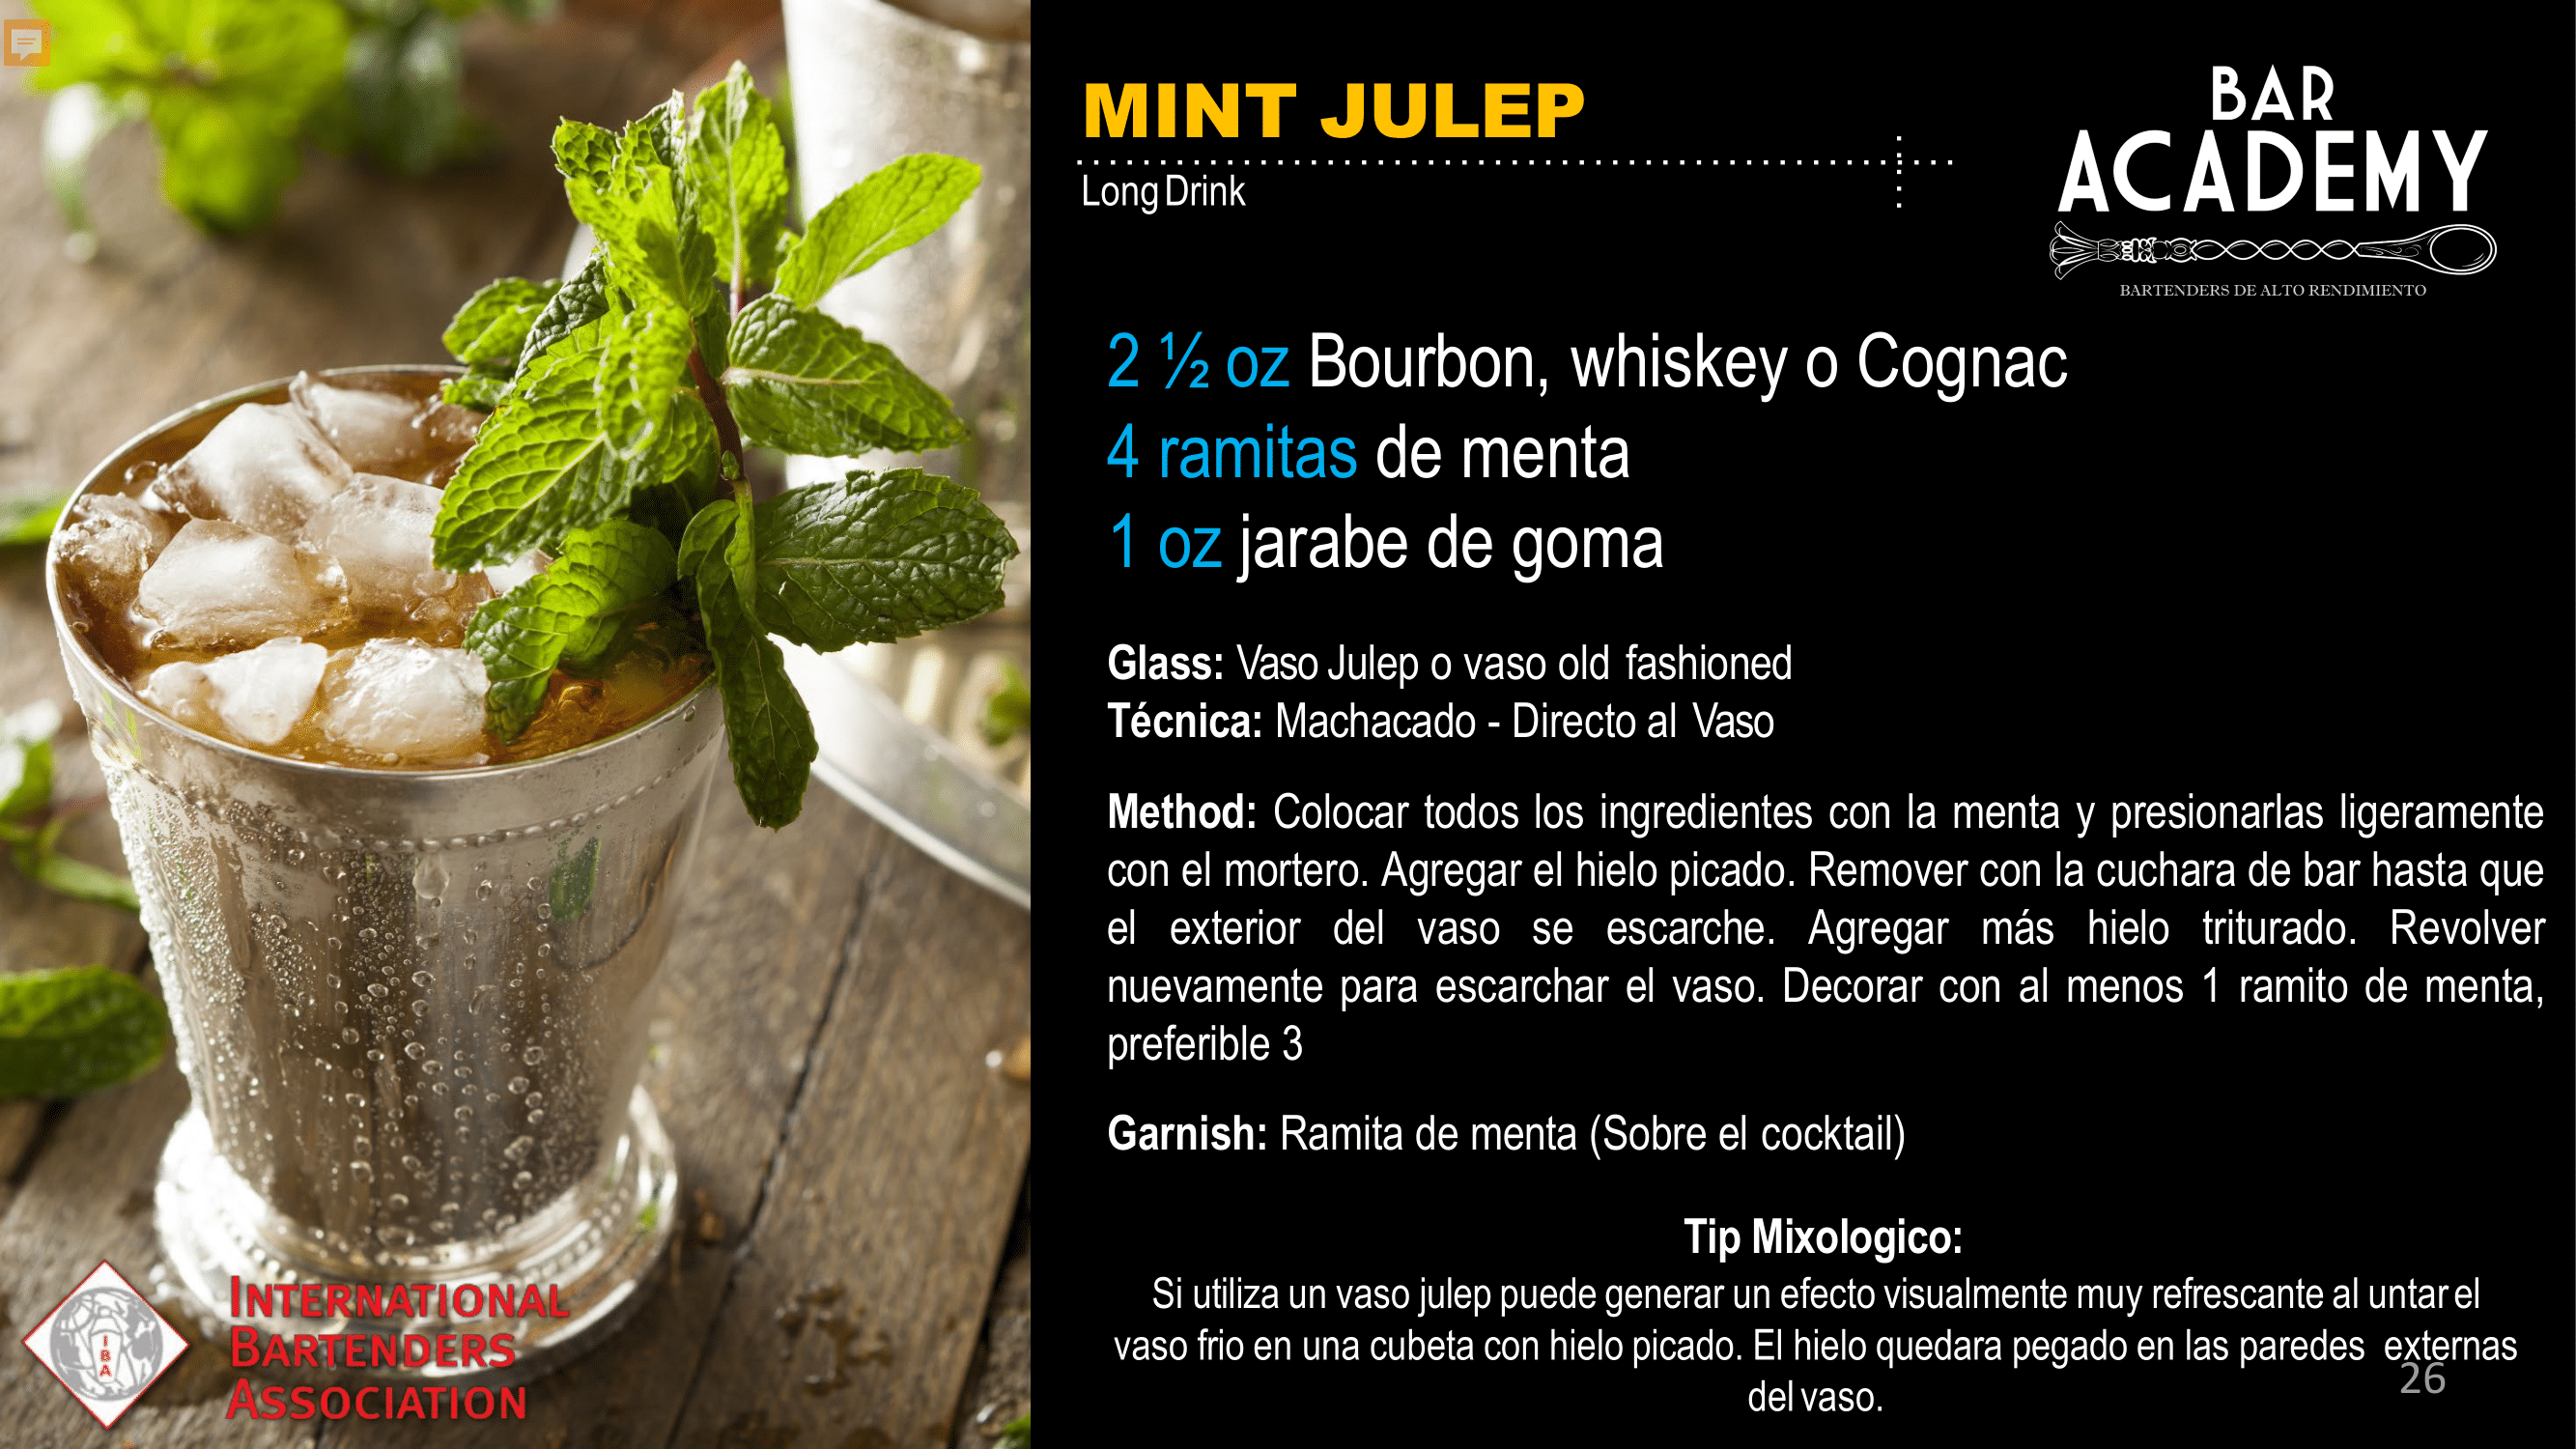 MINT JULEP
Long Drink
BAR
ACADEMY
BARTENDERS DE ALTO RENDIMIENTO
2 ½ oz Bourbon, whiskey o Cognac
4 ramitas de menta
1 oz jarabe de goma
Glass: Vaso Julep o vaso old fashioned
Técnica: Machacado - Directo al Vaso
Method: Colocar todos los ingredientes con la menta y presionarlas ligeramente
con el mortero. Agregar el hielo picado. Remover con la cuchara de bar hasta que
el exterior del vaso se escarche. Agregar más hielo triturado. Revolver
nuevamente para escarchar el vaso. Decorar con al menos 1 ramito de menta,
preferible 3
Garnish: Ramita de menta (Sobre el cocktail)
Tip Mixologico:
Si utiliza un vaso julep puede generar un efecto visualmente muy refrescante al untar el
vaso frio en una cubeta con hielo picado. El hielo quedara pegado en las paredes externas
del vaso.
26
IBA
INTERNATIONAL
BARTENDERS
ASSOCIATION